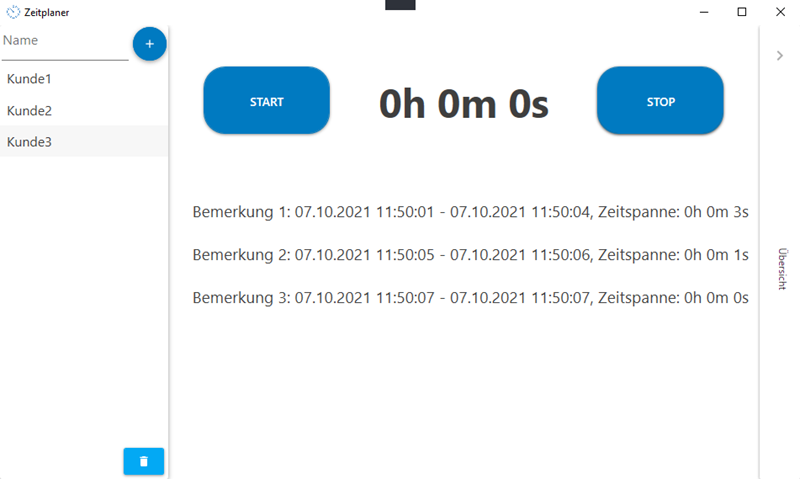 Zeitplaner
Name
+
Kunde1
Kunde2
Kunde3
START
0h 0m 0s
STOP
Bemerkung 1: 07.10.2021 11:50:01 - 07.10.2021 11:50:04, Zeitspanne: 0h 0m 3s
Bemerkung 2: 07.10.2021 11:50:05 - 07.10.2021 11:50:06, Zeitspanne: 0h 0m 1s
Bemerkung 3: 07.10.2021 11:50:07 - 07.10.2021 11:50:07, Zeitspanne: 0h 0m 0s
Übersicht